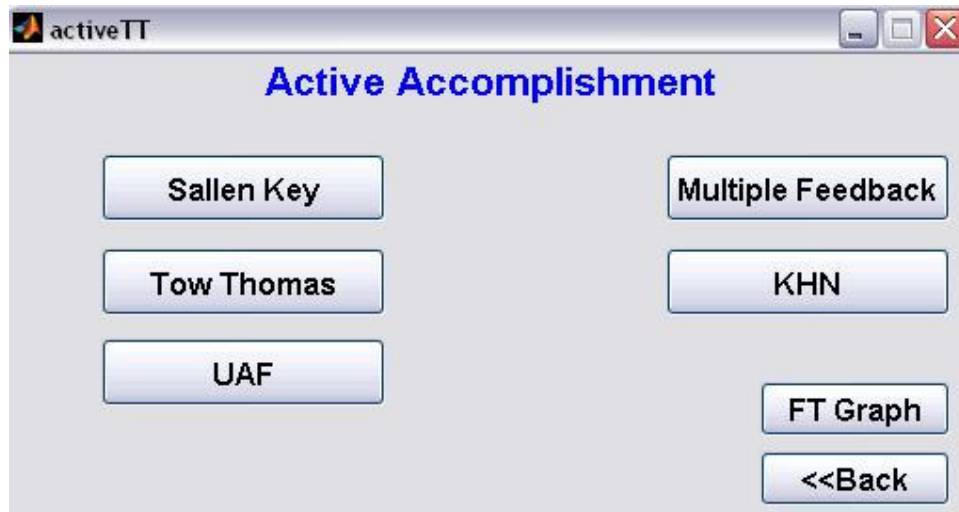 activeTT
Active Accomplishment
Sallen Key
Multiple Feedback
Tow Thomas
KHN
UAF
FT Graph
<<Back